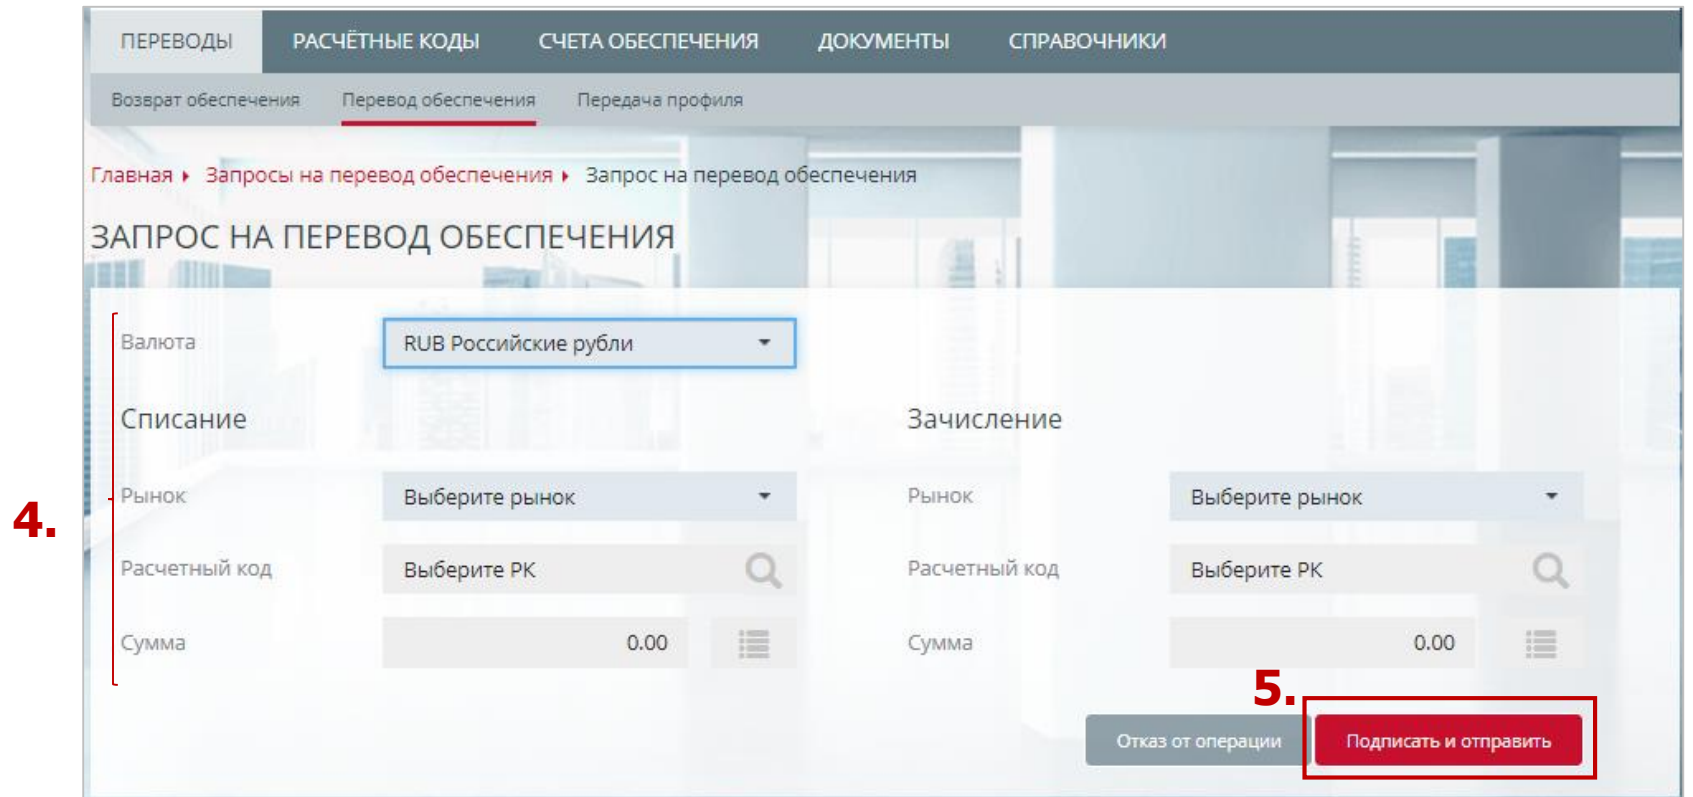 ПЕРЕВОДЫ РАСЧЁТНЫЕ КОДЫ СЧЕТА ОБЕСПЕЧЕНИЯ ДОКУМЕНТЫ СПРАВОЧНИКИ
Возврат обеспечения Перевод обеспечения Передача профиля
Главная Запросы на перевод обеспечения Запрос на перевод обеспечения
ЗАПРОС НА ПЕРЕВОД ОБЕСПЕЧЕНИЯ
Валюта RUB Российские рубли
Списание Зачисление
Рынок Выберите рынок Рынок Выберите рынок
4.
Расчетный код Выберите РК Расчетный код Выберите РК
Сумма 0.00 Сумма 0.00
5.
Отказ от операции Подписать и отправить